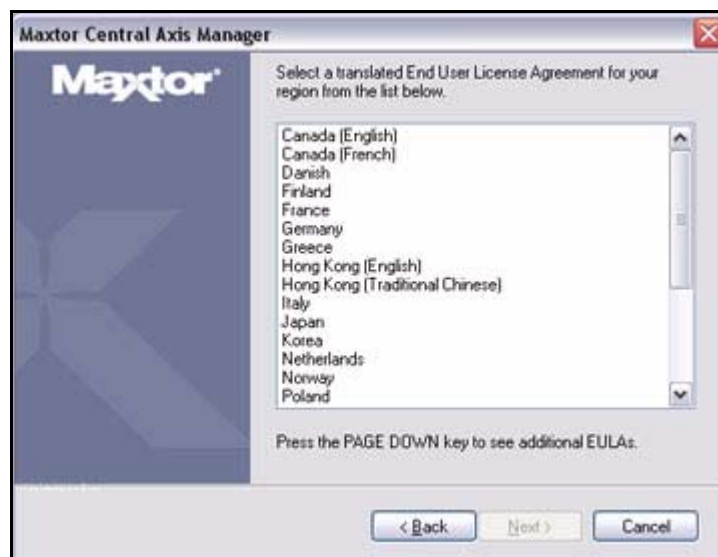 Maxtor Central Axis Manager
Maxtor
Select a translated End User License Agreement for your
region from the list below.
Canada (English)
Canada (French)
Danish
Finland
France
Germany
Greece
Hong Kong (English)
Hong Kong (Traditional Chinese)
Italy
Japan
Korea
Netherlands
Norway
Poland
Press the PAGE DOWN key to see additional EULAs.
< Back
Next >
Cancel